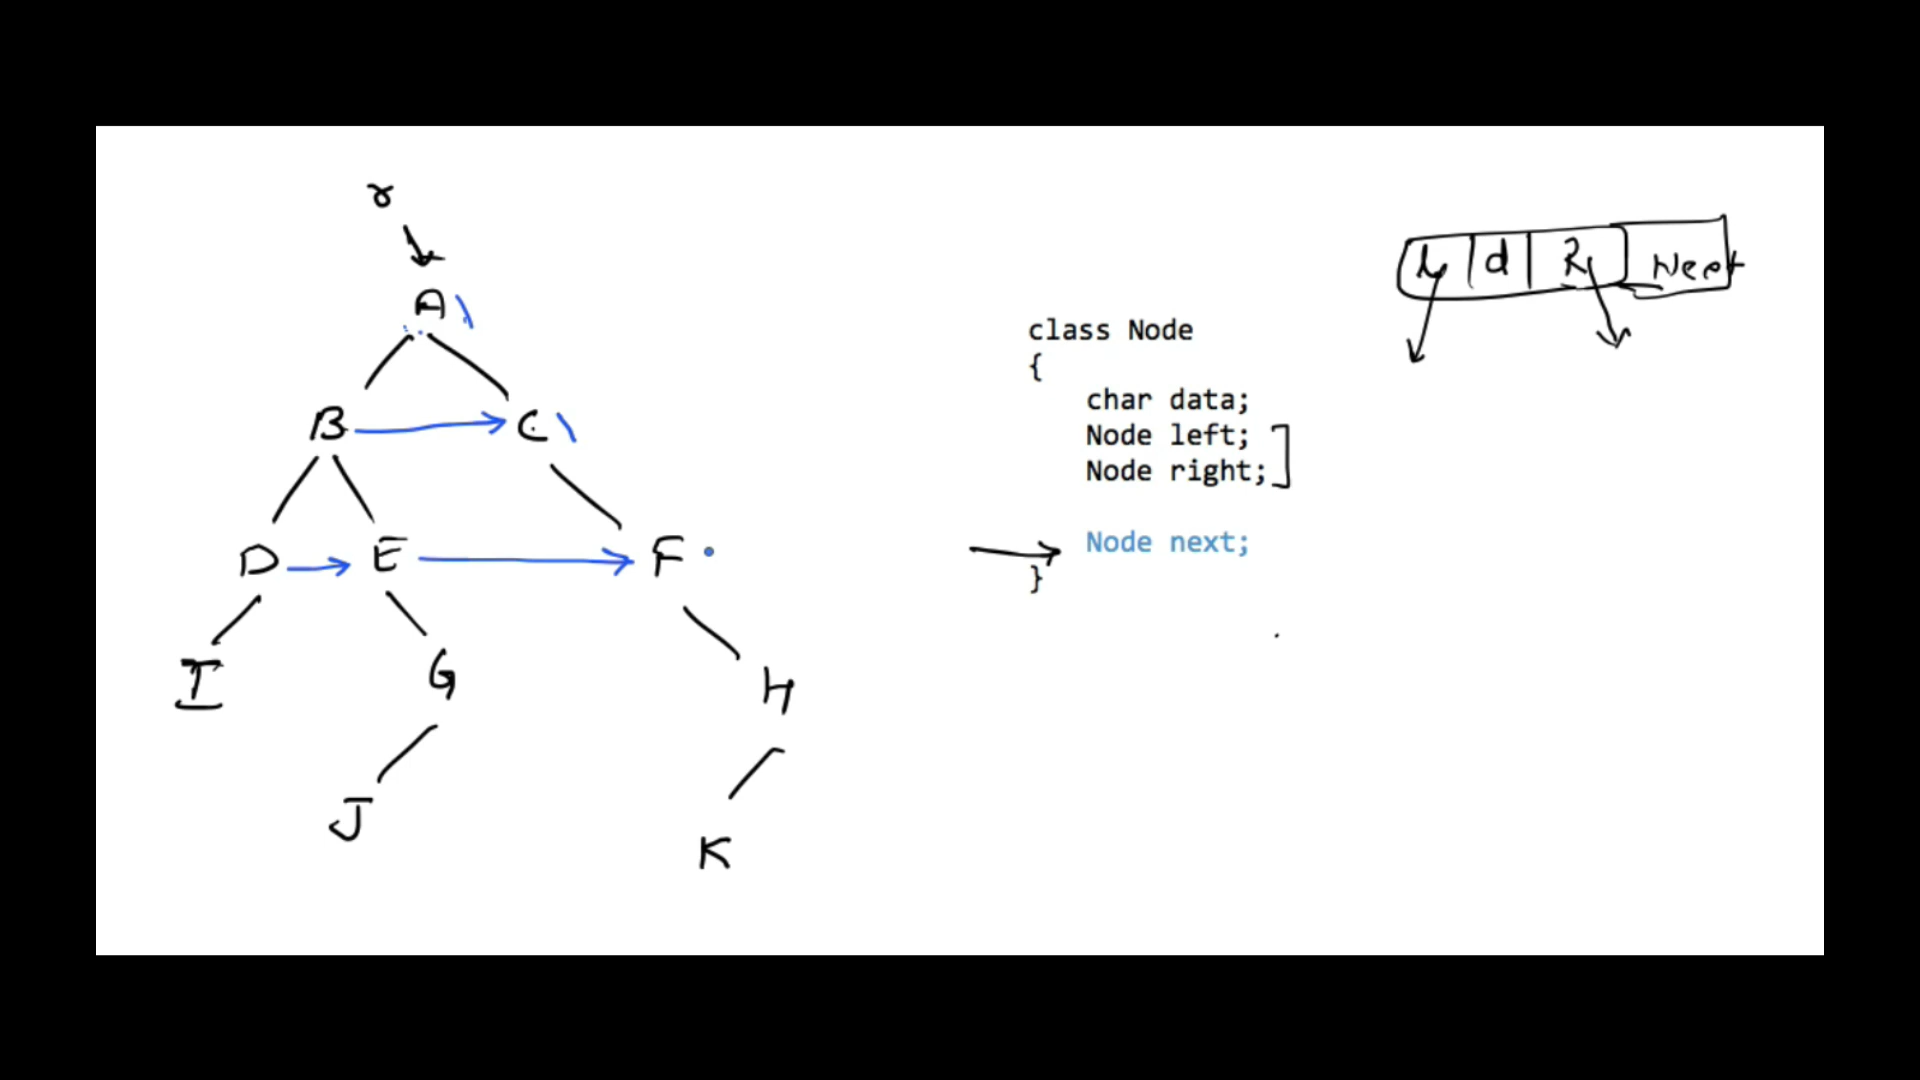 r
A
B C
D E F
I G H
J
K
l d R Next
class Node
{
char data;
Node left;
Node right;
Node next;
}